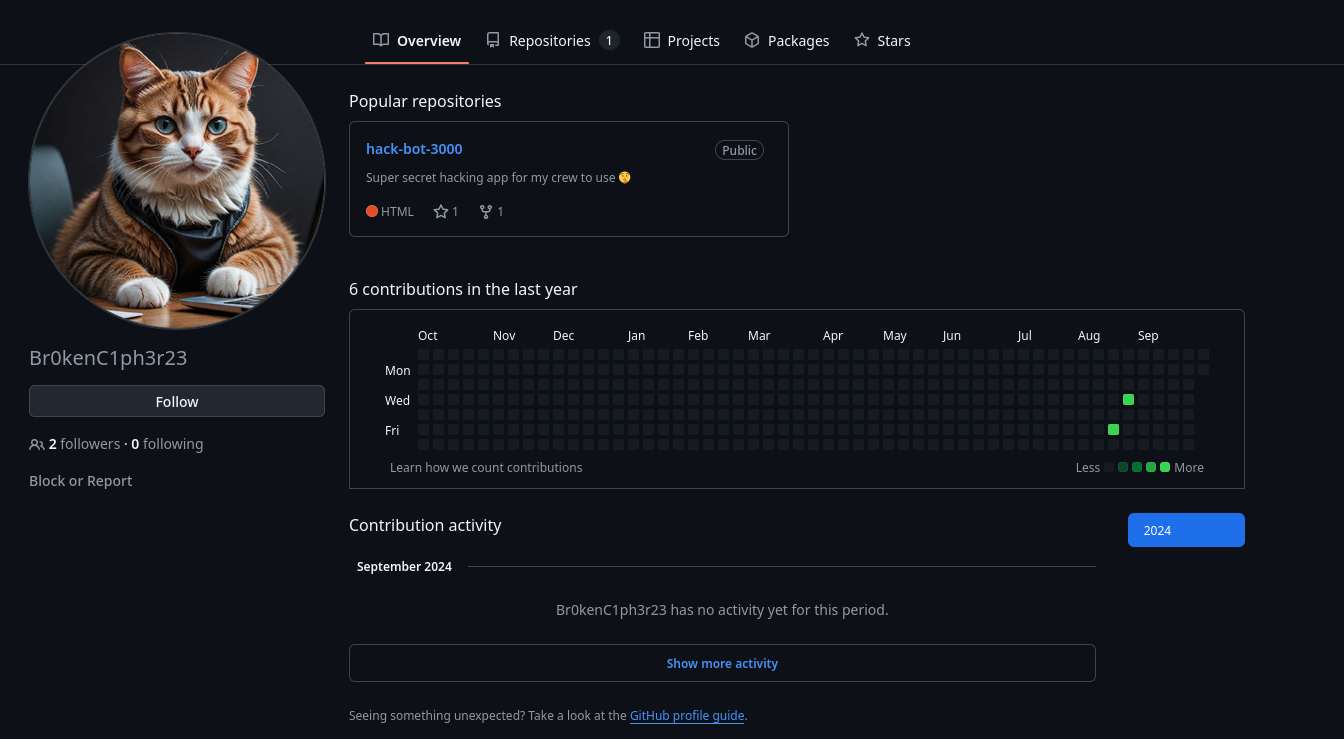 Overview Repositories 1 Projects Packages Stars
Br0kenC1ph3r23
Follow
2 followers · 0 following
Block or Report
Popular repositories
hack-bot-3000 Public
Super secret hacking app for my crew to use 🤫
HTML 1 1
6 contributions in the last year
Oct Nov Dec Jan Feb Mar Apr May Jun Jul Aug Sep
Mon
Wed
Fri
Learn how we count contributions Less More
Contribution activity
2024
September 2024
Br0kenC1ph3r23 has no activity yet for this period.
Show more activity
Seeing something unexpected? Take a look at the GitHub profile guide.